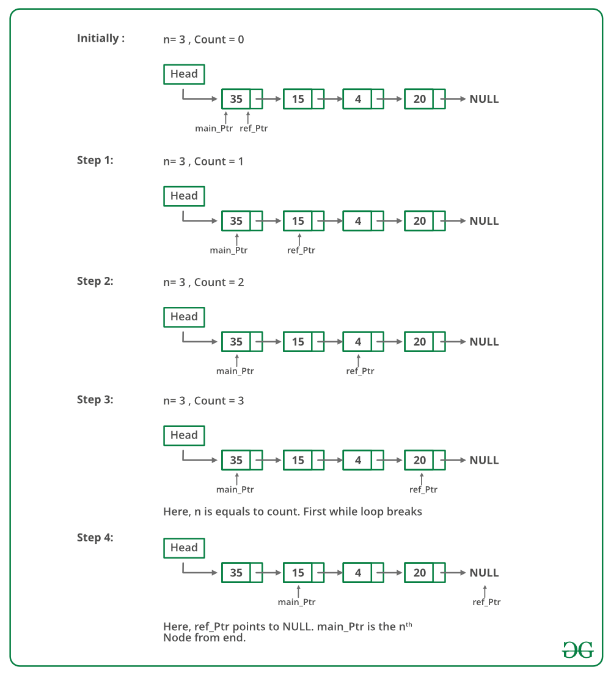 Initially :
n= 3 , Count = 0
Head
35 15 4 20 NULL
main_Ptr ref_Ptr
Step 1:
n= 3 , Count = 1
Head
35 15 4 20 NULL
main_Ptr ref_Ptr
Step 2:
n= 3 , Count = 2
Head
35 15 4 20 NULL
main_Ptr ref_Ptr
Step 3:
n= 3 , Count = 3
Head
35 15 4 20 NULL
main_Ptr ref_Ptr
Here, n is equals to count. First while loop breaks
Step 4:
Head
35 15 4 20 NULL
main_Ptr ref_Ptr
Here, ref_Ptr points to NULL. main_Ptr is the nth
Node from end.